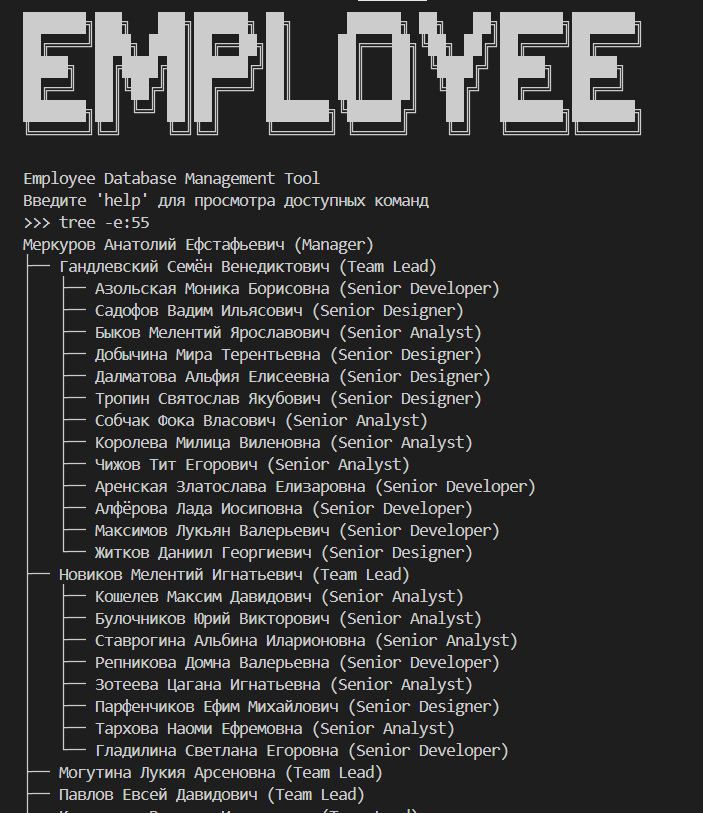 EMPLOYEE
Employee Database Management Tool
Введите 'help' для просмотра доступных команд
>>> tree -e:55
Меркуров Анатолий Ефстафьевич (Manager)
├── Гандлевский Семён Венедиктович (Team Lead)
│   ├── Азольская Моника Борисовна (Senior Developer)
│   ├── Садофов Вадим Ильясович (Senior Designer)
│   ├── Быков Мелентий Ярославович (Senior Analyst)
│   ├── Добычина Мира Терентьевна (Senior Designer)
│   ├── Далматова Альфия Елисеевна (Senior Designer)
│   ├── Тропин Святослав Якубович (Senior Designer)
│   ├── Собчак Фока Власович (Senior Analyst)
│   ├── Королева Милица Виленовна (Senior Analyst)
│   ├── Чижов Тит Егорович (Senior Analyst)
│   ├── Аренская Златослава Елизаровна (Senior Developer)
│   ├── Алфёрова Лада Иосиповна (Senior Developer)
│   ├── Максимов Лукьян Валерьевич (Senior Developer)
│   └── Житков Даниил Георгиевич (Senior Designer)
├── Новиков Мелентий Игнатьевич (Team Lead)
│   ├── Кошелев Максим Давидович (Senior Analyst)
│   ├── Булочников Юрий Викторович (Senior Analyst)
│   ├── Ставрогина Альбина Иларионовна (Senior Analyst)
│   ├── Репникова Домна Валерьевна (Senior Developer)
│   ├── Зотеева Цагана Игнатьевна (Senior Analyst)
│   ├── Парфенчиков Ефим Михайлович (Senior Designer)
│   ├── Тархова Наоми Ефремовна (Senior Analyst)
│   └── Гладилина Светлана Егоровна (Senior Developer)
├── Могутина Лукия Арсеновна (Team Lead)
├── Павлов Евсей Давидович (Team Lead)